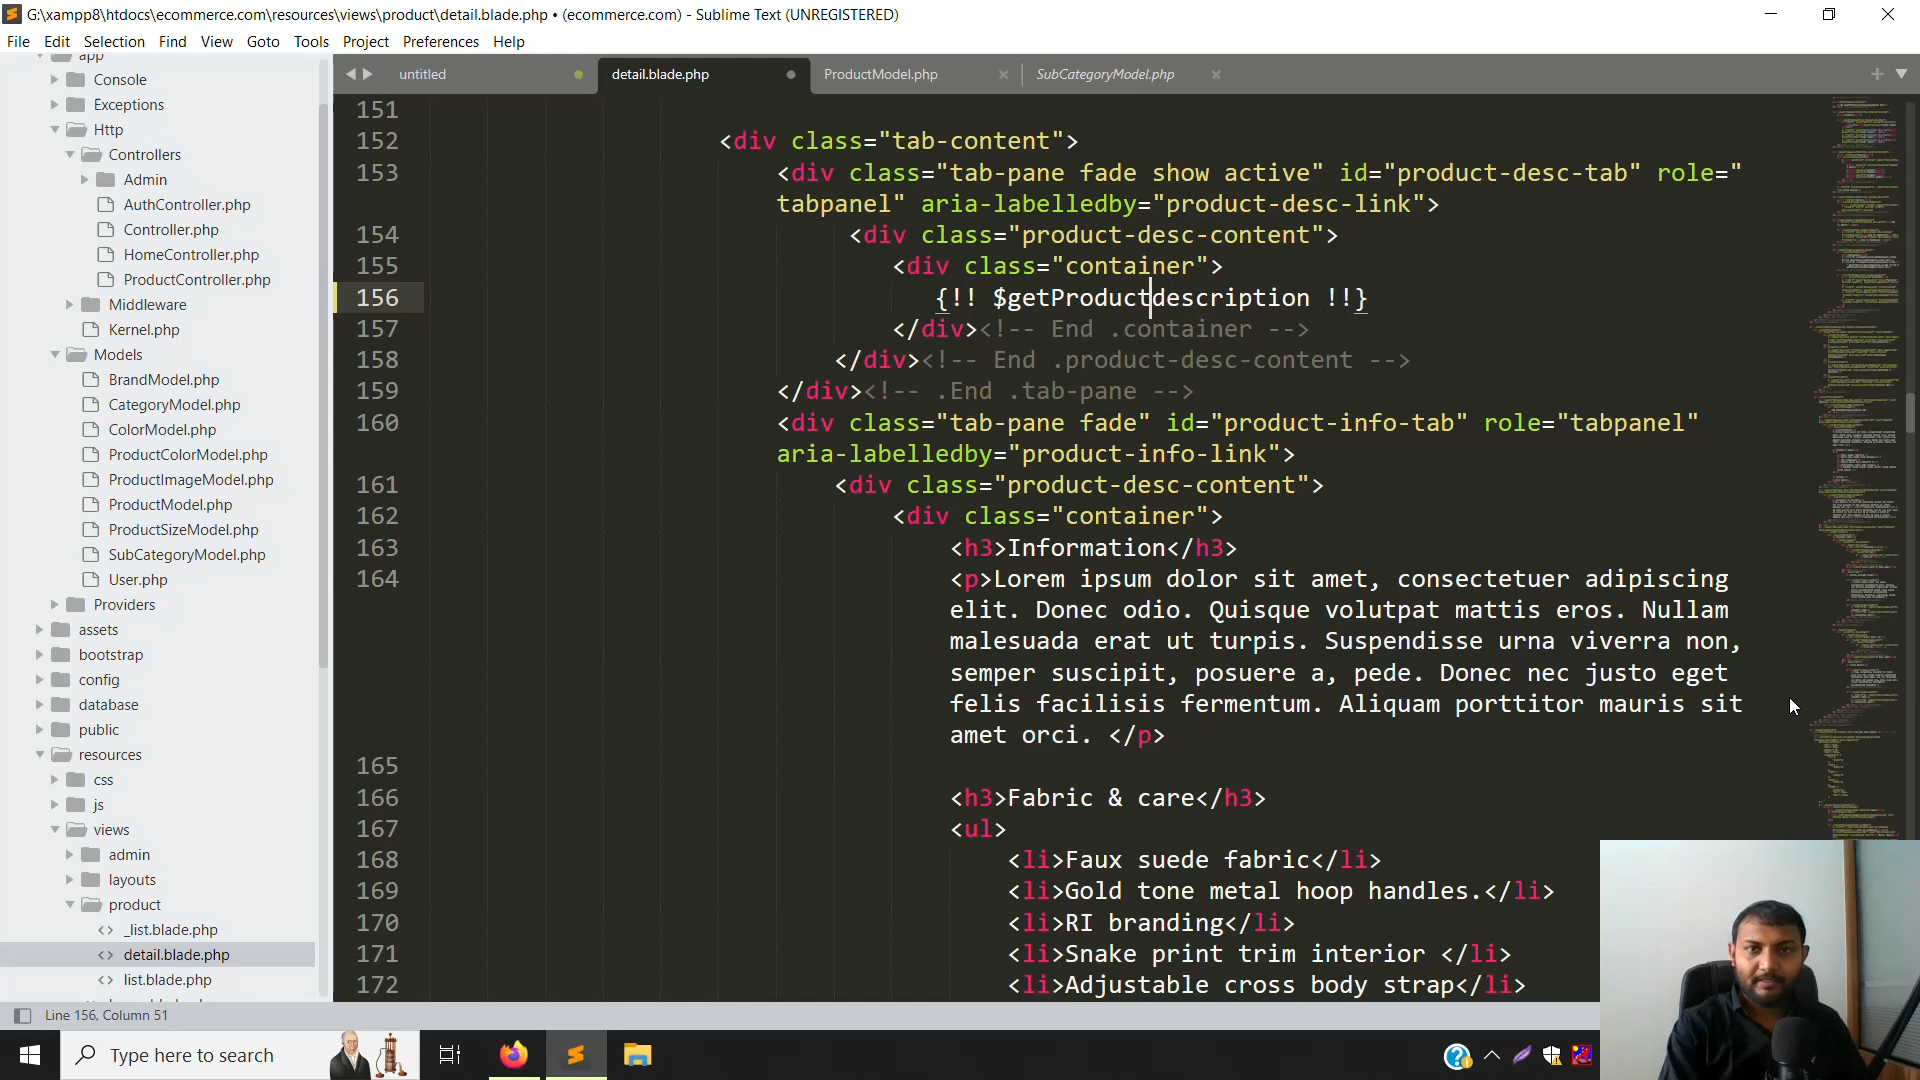 G:\xampp8\htdocs\ecommerce.com\resources\views\product\detail.blade.php • (ecommerce.com) - Sublime Text (UNREGISTERED)
File Edit Selection Find View Goto Tools Project Preferences Help
app
Console
Exceptions
Http
Controllers
Admin
AuthController.php
Controller.php
HomeController.php
ProductController.php
Middleware
Kernel.php
Models
BrandModel.php
CategoryModel.php
ColorModel.php
ProductColorModel.php
ProductImageModel.php
ProductModel.php
ProductSizeModel.php
SubCategoryModel.php
User.php
Providers
assets
bootstrap
config
database
public
resources
css
js
views
admin
layouts
product
_list.blade.php
detail.blade.php
list.blade.php
untitled detail.blade.php ProductModel.php SubCategoryModel.php
151
152 <div class="tab-content">
153 <div class="tab-pane fade show active" id="product-desc-tab" role="
tabpanel" aria-labelledby="product-desc-link">
154 <div class="product-desc-content">
155 <div class="container">
156 {!! $getProductdescription !!}
157 </div><!-- End .container -->
158 </div><!-- End .product-desc-content -->
159 </div><!-- .End .tab-pane -->
160 <div class="tab-pane fade" id="product-info-tab" role="tabpanel"
aria-labelledby="product-info-link">
161 <div class="product-desc-content">
162 <div class="container">
163 <h3>Information</h3>
164 <p>Lorem ipsum dolor sit amet, consectetuer adipiscing
elit. Donec odio. Quisque volutpat mattis eros. Nullam
malesuada erat ut turpis. Suspendisse urna viverra non,
semper suscipit, posuere a, pede. Donec nec justo eget
felis facilisis fermentum. Aliquam porttitor mauris sit
amet orci. </p>
165
166 <h3>Fabric & care</h3>
167 <ul>
168 <li>Faux suede fabric</li>
169 <li>Gold tone metal hoop handles.</li>
170 <li>RI branding</li>
171 <li>Snake print trim interior </li>
172 <li>Adjustable cross body strap</li>
Line 156, Column 51
Type here to search